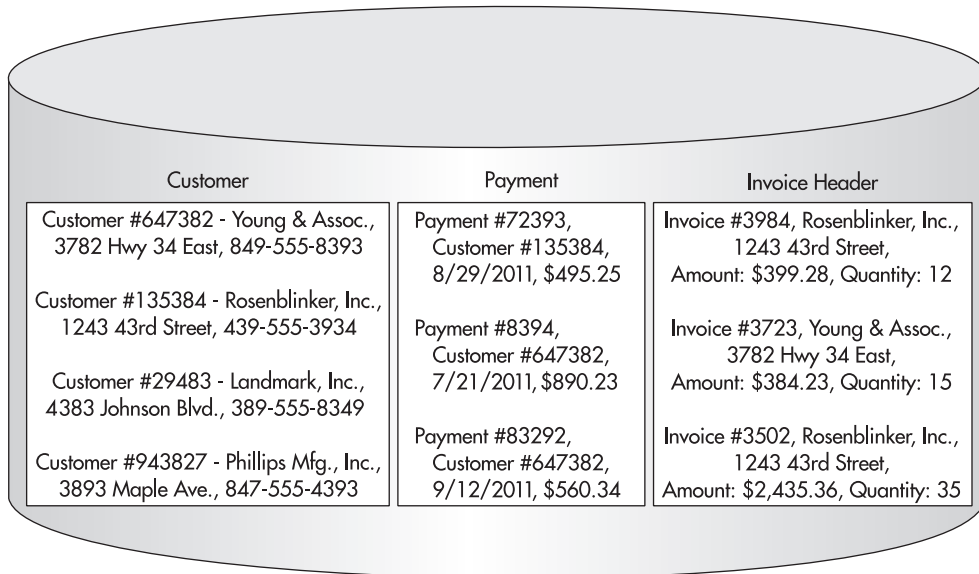 Customer
Customer #647382 - Young & Assoc.,
3782 Hwy 34 East, 849-555-8393
Customer #135384 - Rosenblinker, Inc.,
1243 43rd Street, 439-555-3934
Customer #29483 - Landmark, Inc.,
4383 Johnson Blvd., 389-555-8349
Customer #943827 - Phillips Mfg., Inc.,
3893 Maple Ave., 847-555-4393
Payment
Payment #72393,
Customer #135384,
8/29/2011, $495.25
Payment #8394,
Customer #647382,
7/21/2011, $890.23
Payment #83292,
Customer #647382,
9/12/2011, $560.34
Invoice Header
Invoice #3984, Rosenblinker, Inc.,
1243 43rd Street,
Amount: $399.28, Quantity: 12
Invoice #3723, Young & Assoc.,
3782 Hwy 34 East,
Amount: $384.23, Quantity: 15
Invoice #3502, Rosenblinker, Inc.,
1243 43rd Street,
Amount: $2,435.36, Quantity: 35